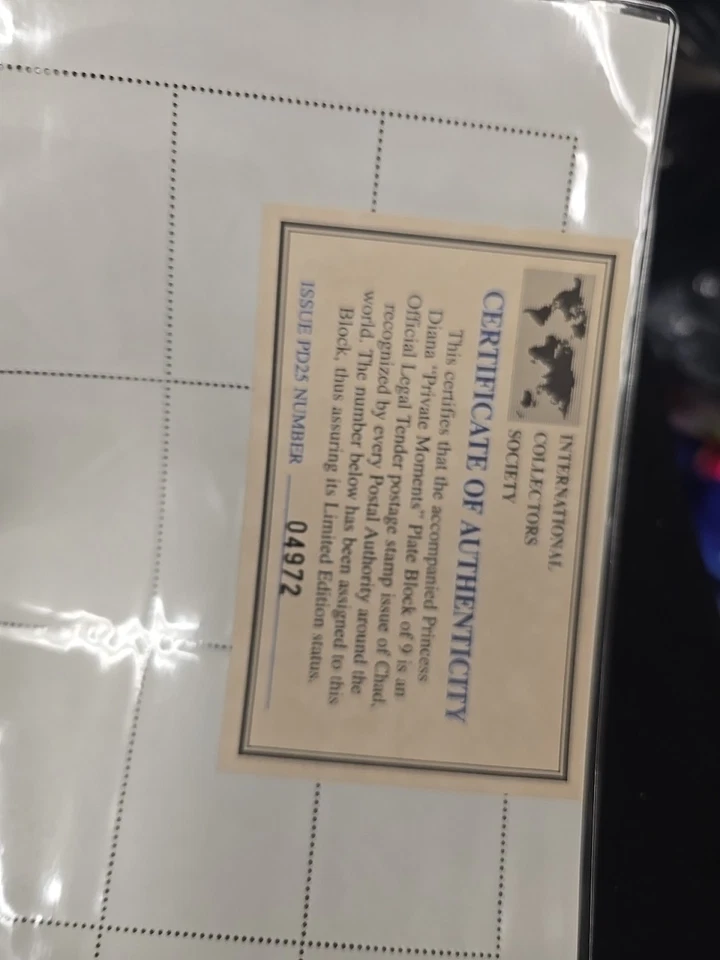 INTERNATIONAL
COLLECTORS
SOCIETY
CERTIFICATE OF AUTHENTICITY
This certifies that the accompanied Princess
Diana "Private Moments" Plate Block of 9 is an
Official Legal Tender postage stamp issue of Chad,
recognized by every Postal Authority around the
world. The number below has been assigned to this
Block, thus assuring its Limited Edition status.
ISSUE PD25 NUMBER 04972